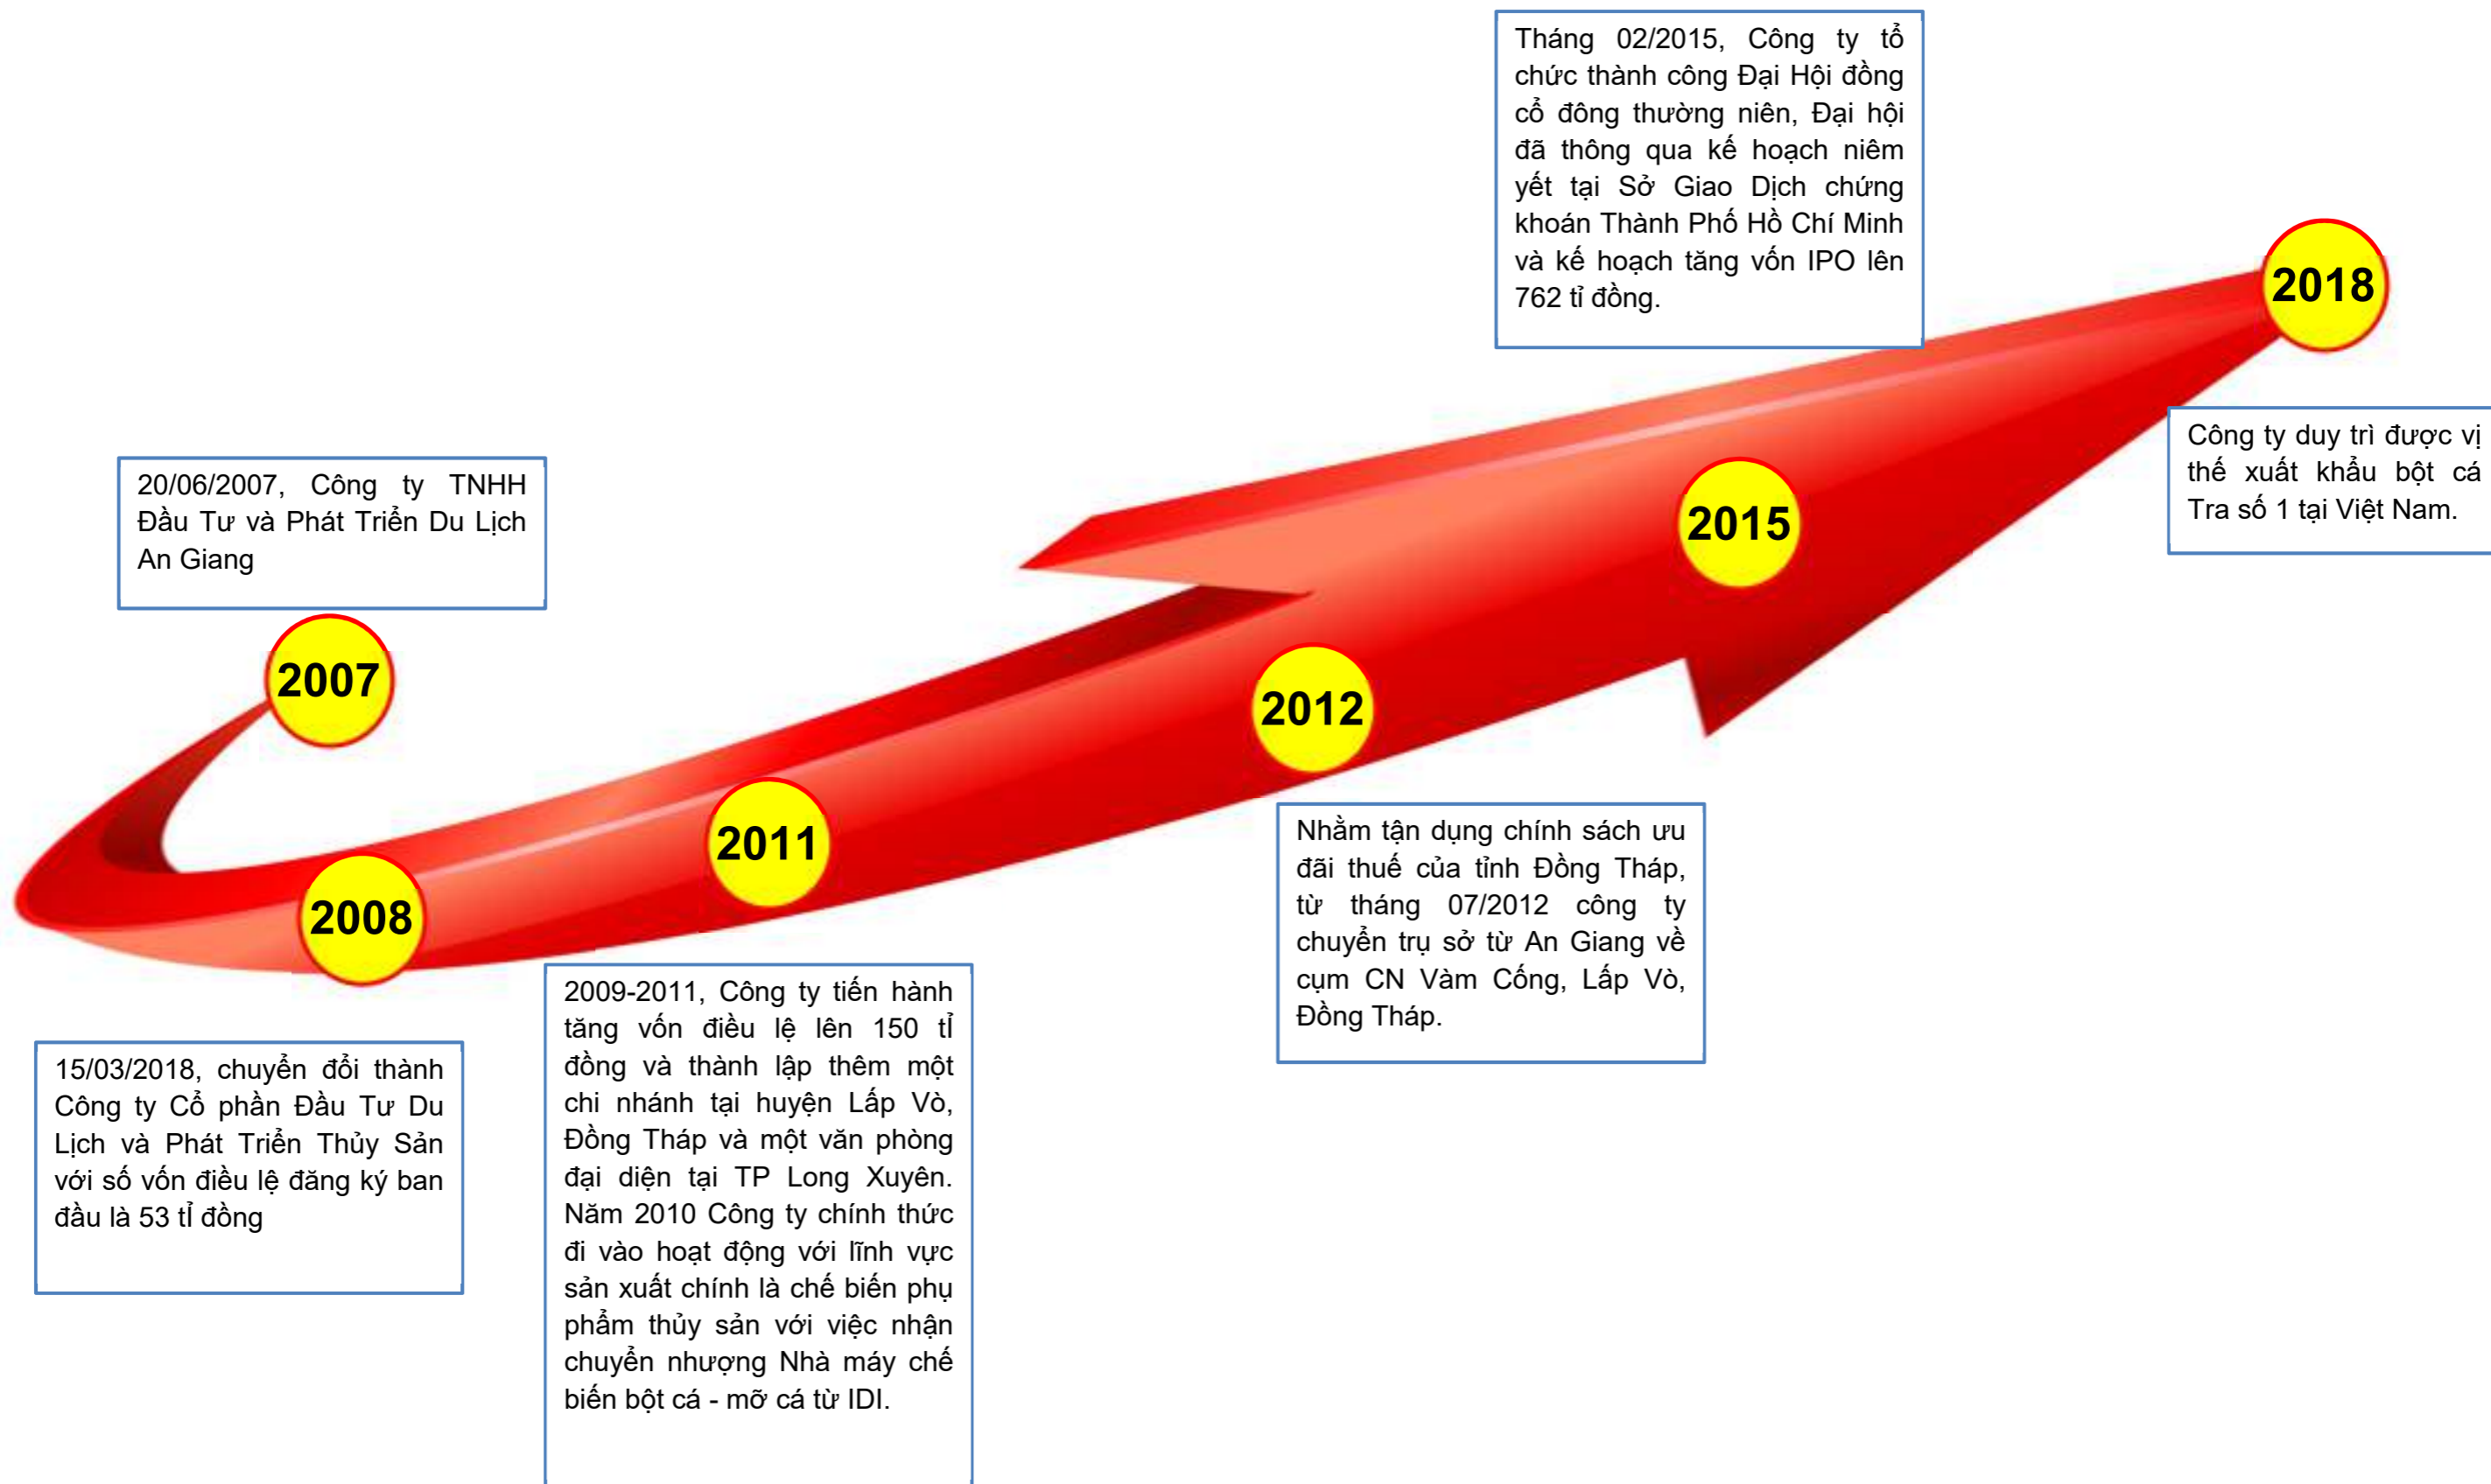 20/06/2007, Công ty TNHH
Đầu Tư và Phát Triển Du Lịch
An Giang
2007
2008
15/03/2018, chuyển đổi thành
Công ty Cổ phần Đầu Tư Du
Lịch và Phát Triển Thủy Sản
với số vốn điều lệ đăng ký ban
đầu là 53 tỉ đồng
2011
2009-2011, Công ty tiến hành
tăng vốn điều lệ lên 150 tỉ
đồng và thành lập thêm một
chi nhánh tại huyện Lấp Vò,
Đồng Tháp và một văn phòng
đại diện tại TP Long Xuyên.
Năm 2010 Công ty chính thức
đi vào hoạt động với lĩnh vực
sản xuất chính là chế biến phụ
phẩm thủy sản với việc nhận
chuyển nhượng Nhà máy chế
biến bột cá - mỡ cá từ IDI.
2012
Nhằm tận dụng chính sách ưu
đãi thuế của tỉnh Đồng Tháp,
từ tháng 07/2012 công ty
chuyển trụ sở từ An Giang về
cụm CN Vàm Cống, Lấp Vò,
Đồng Tháp.
Tháng 02/2015, Công ty tổ
chức thành công Đại Hội đồng
cổ đông thường niên, Đại hội
đã thông qua kế hoạch niêm
yết tại Sở Giao Dịch chứng
khoán Thành Phố Hồ Chí Minh
và kế hoạch tăng vốn IPO lên
762 tỉ đồng.
2015
2018
Công ty duy trì được vị
thế xuất khẩu bột cá
Tra số 1 tại Việt Nam.